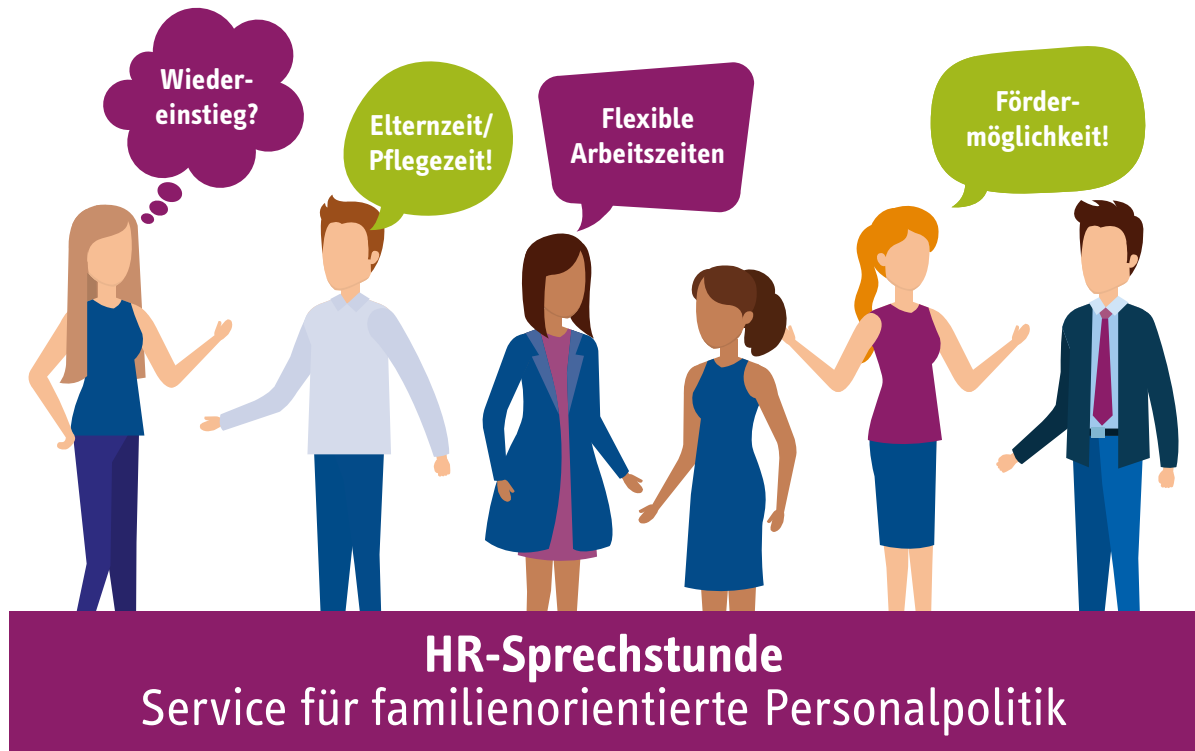 Wieder-
einstieg?
Elternzeit/
Pflegezeit!
Flexible
Arbeitszeiten
Förder-
möglichkeit!
HR-Sprechstunde
Service für familienorientierte Personalpolitik